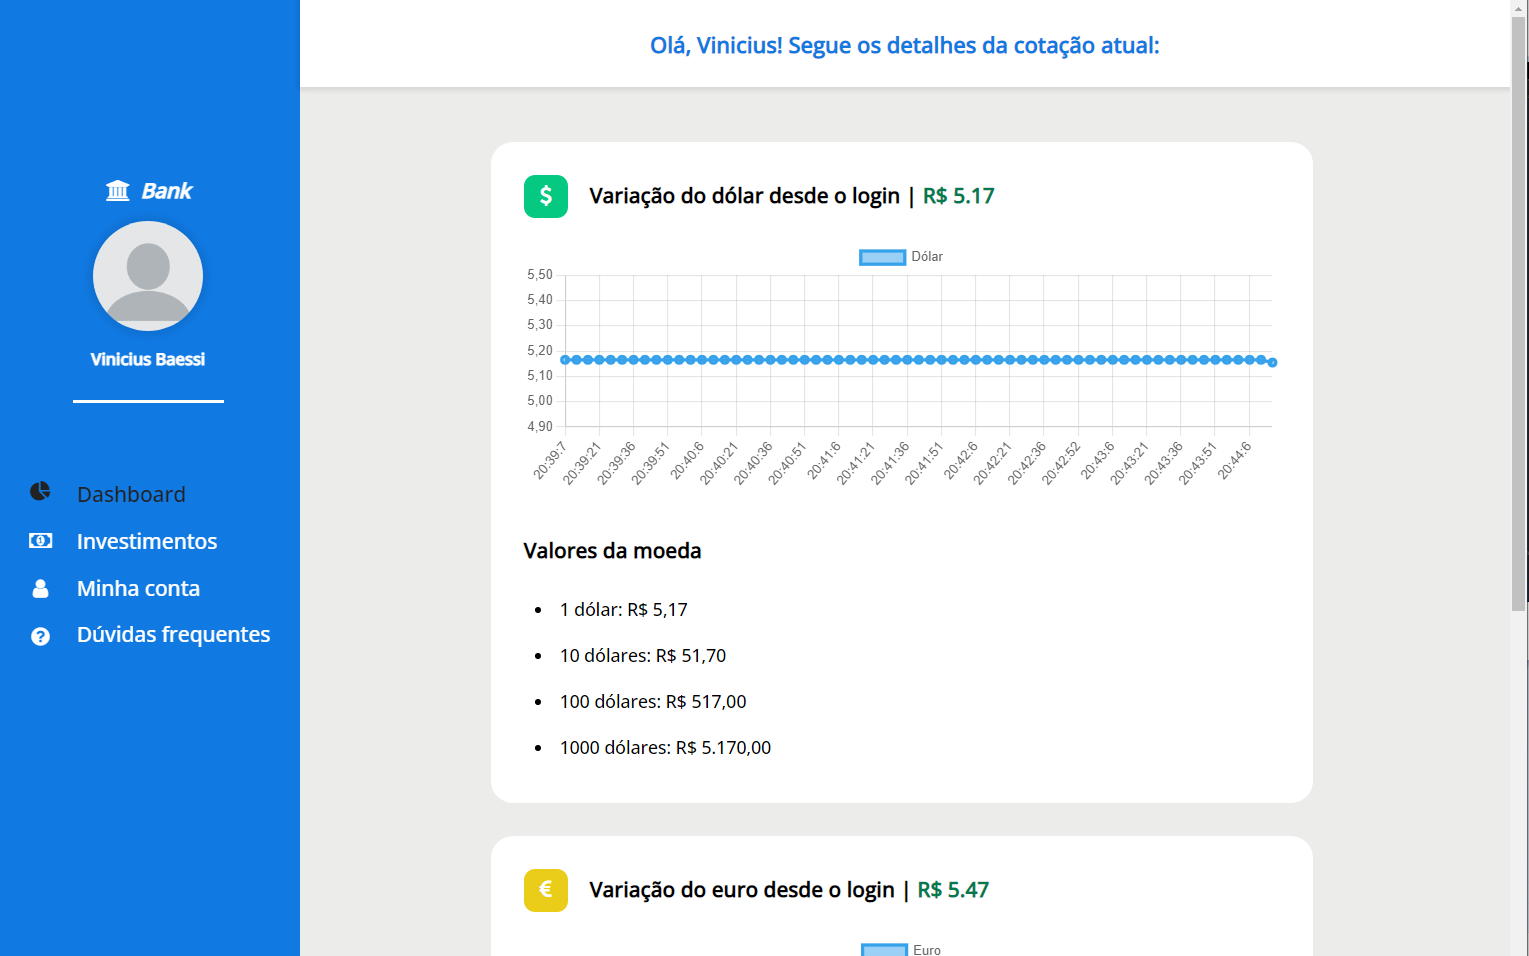 Olá, Vinicius! Segue os detalhes da cotação atual:
Bank
Vinicius Baessi
Dashboard
Investimentos
Minha conta
Dúvidas frequentes
$ Variação do dólar desde o login | R$ 5.17
Dólar
5,50
5,40
5,30
5,20
5,10
5,00
4,90
20:39:7 20:39:21 20:39:36 20:39:51 20:40:6 20:40:21 20:40:36 20:40:51 20:41:6 20:41:21 20:41:36 20:41:51 20:42:6 20:42:21 20:42:36 20:42:52 20:43:6 20:43:21 20:43:36 20:43:51 20:44:6
Valores da moeda
• 1 dólar: R$ 5,17
• 10 dólares: R$ 51,70
• 100 dólares: R$ 517,00
• 1000 dólares: R$ 5.170,00
€ Variação do euro desde o login | R$ 5.47
Euro